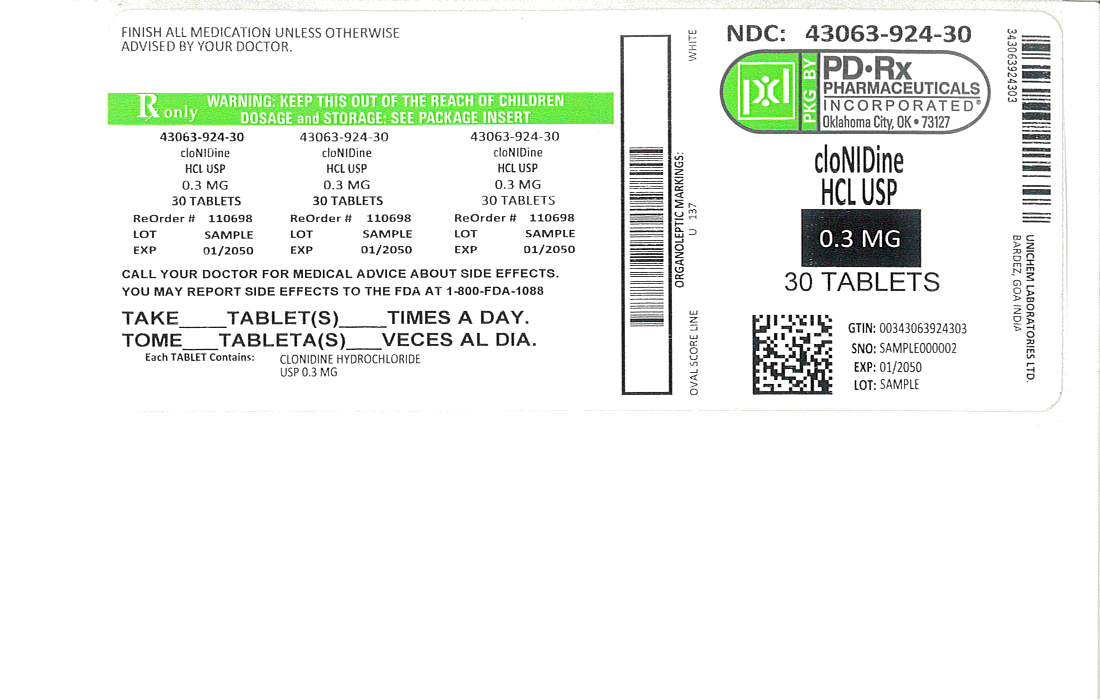 FINISH ALL MEDICATION UNLESS OTHERWISE
ADVISED BY YOUR DOCTOR.
Rx only
WARNING: KEEP THIS OUT OF THE REACH OF CHILDREN
DOSAGE and STORAGE: SEE PACKAGE INSERT
43063-924-30 43063-924-30 43063-924-30
cloNIDine cloNIDine cloNIDine
HCL USP HCL USP HCL USP
0.3 MG 0.3 MG 0.3 MG
30 TABLETS 30 TABLETS 30 TABLETS
ReOrder # 110698 ReOrder # 110698 ReOrder # 110698
LOT SAMPLE LOT SAMPLE LOT SAMPLE
EXP 01/2050 EXP 01/2050 EXP 01/2050
CALL YOUR DOCTOR FOR MEDICAL ADVICE ABOUT SIDE EFFECTS.
YOU MAY REPORT SIDE EFFECTS TO THE FDA AT 1-800-FDA-1088
TAKE____TABLET(S)____TIMES A DAY.
TOME___TABLETA(S)___VECES AL DIA.
Each TABLET Contains: CLONIDINE HYDROCHLORIDE
USP 0.3 MG
ORGANOLEPTIC MARKINGS:
WHITE
U 137
OVAL SCORE LINE
NDC: 43063-924-30
PKG BY
PD•Rx
PHARMACEUTICALS
INCORPORATED®
Oklahoma City, OK • 73127
cloNIDine
HCL USP
0.3 MG
30 TABLETS
GTIN: 00343063924303
SNO: SAMPLE000002
EXP: 01/2050
LOT: SAMPLE
343063924303
UNICHEM LABORATORIES LTD.
BARDEZ, GOA INDIA